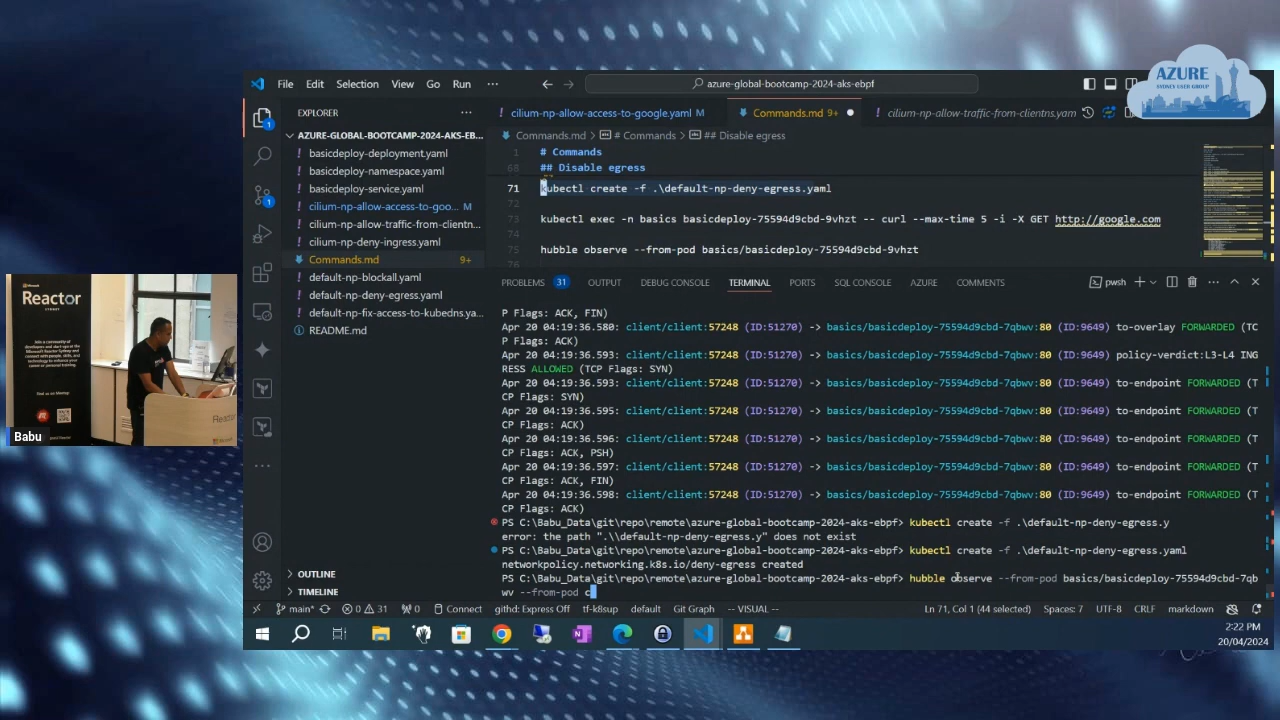 AZURE
SYDNEY USER GROUP
File Edit Selection View Go Run ···
azure-global-bootcamp-2024-aks-ebpf
EXPLORER ···
AZURE-GLOBAL-BOOTCAMP-2024-AKS-EB...
! basicdeploy-deployment.yaml
! basicdeploy-namespace.yaml
! basicdeploy-service.yaml
! cilium-np-allow-access-to-goo... M
! cilium-np-allow-traffic-from-clientn...
! cilium-np-deny-ingress.yaml
Commands.md 9+
! default-np-blockall.yaml
! default-np-deny-egress.yaml
! default-np-fix-access-to-kubedns.ya...
README.md
OUTLINE
TIMELINE
! cilium-np-allow-access-to-google.yaml M
Commands.md 9+
! cilium-np-allow-traffic-from-clientns.yam
Commands.md > # Commands > ## Disable egress
1 # Commands
68 ## Disable egress
71 kubectl create -f .\default-np-deny-egress.yaml
72
73 kubectl exec -n basics basicdeploy-75594d9cbd-9vhzt -- curl --max-time 5 -i -X GET http://google.com
74
75 hubble observe --from-pod basics/basicdeploy-75594d9cbd-9vhzt
76
PROBLEMS 31 OUTPUT DEBUG CONSOLE TERMINAL PORTS SQL CONSOLE AZURE COMMENTS
pwsh
P Flags: ACK, FIN)
Apr 20 04:19:36.580: client/client:57248 (ID:51270) -> basics/basicdeploy-75594d9cbd-7qbwv:80 (ID:9649) to-overlay FORWARDED (TC
P Flags: ACK)
Apr 20 04:19:36.593: client/client:57248 (ID:51270) -> basics/basicdeploy-75594d9cbd-7qbwv:80 (ID:9649) policy-verdict:L3-L4 ING
RESS ALLOWED (TCP Flags: SYN)
Apr 20 04:19:36.593: client/client:57248 (ID:51270) -> basics/basicdeploy-75594d9cbd-7qbwv:80 (ID:9649) to-endpoint FORWARDED (T
CP Flags: SYN)
Apr 20 04:19:36.595: client/client:57248 (ID:51270) -> basics/basicdeploy-75594d9cbd-7qbwv:80 (ID:9649) to-endpoint FORWARDED (T
CP Flags: ACK)
Apr 20 04:19:36.596: client/client:57248 (ID:51270) -> basics/basicdeploy-75594d9cbd-7qbwv:80 (ID:9649) to-endpoint FORWARDED (T
CP Flags: ACK, PSH)
Apr 20 04:19:36.597: client/client:57248 (ID:51270) -> basics/basicdeploy-75594d9cbd-7qbwv:80 (ID:9649) to-endpoint FORWARDED (T
CP Flags: ACK, FIN)
Apr 20 04:19:36.598: client/client:57248 (ID:51270) -> basics/basicdeploy-75594d9cbd-7qbwv:80 (ID:9649) to-endpoint FORWARDED (T
CP Flags: ACK)
PS C:\Babu_Data\git\repo\remote\azure-global-bootcamp-2024-aks-ebpf> kubectl create -f .\default-np-deny-egress.y
error: the path ".\\default-np-deny-egress.y" does not exist
PS C:\Babu_Data\git\repo\remote\azure-global-bootcamp-2024-aks-ebpf> kubectl create -f .\default-np-deny-egress.yaml
networkpolicy.networking.k8s.io/deny-egress created
PS C:\Babu_Data\git\repo\remote\azure-global-bootcamp-2024-aks-ebpf> hubble observe --from-pod basics/basicdeploy-75594d9cbd-7qb
wv --from-pod c
main* 0 31 0 Connect githd: Express Off tf-k8sup default Git Graph -- VISUAL -- Ln 71, Col 1 (44 selected) Spaces: 7 UTF-8 CRLF markdown
2:22 PM
20/04/2024
Microsoft
Reactor
SYDNEY
Join a community of
Babu